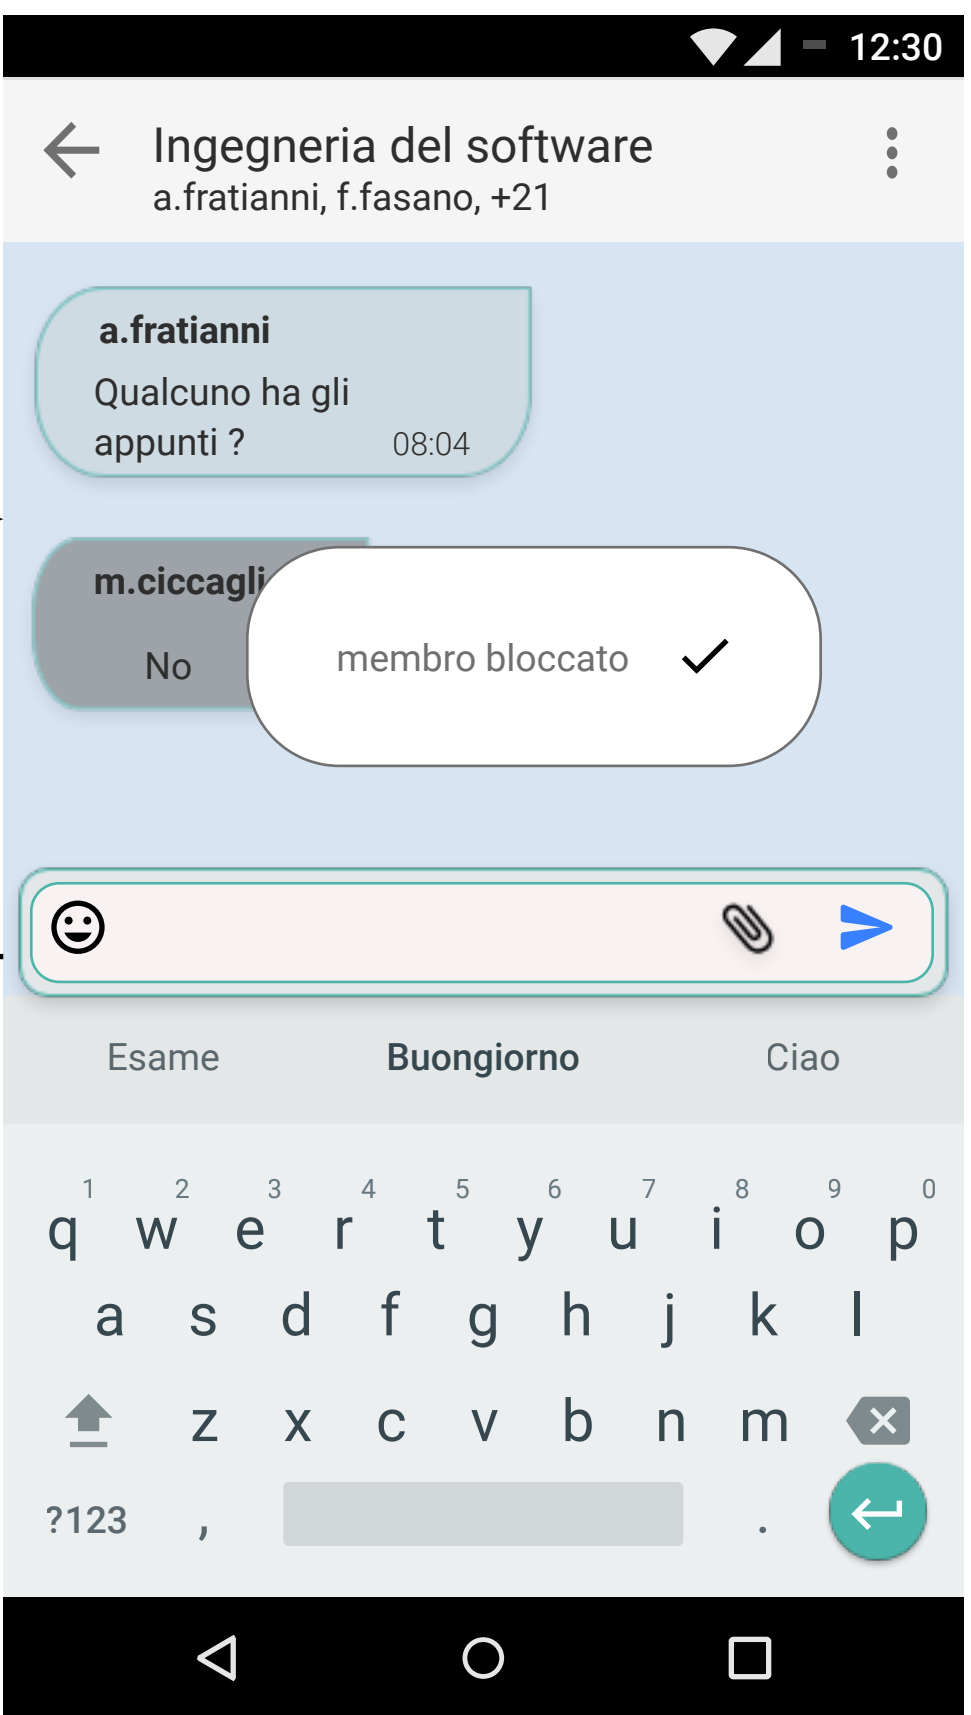 12:30
Ingegneria del software
a.fratianni, f.fasano, +21
a.fratianni
Qualcuno ha gli
appunti ?
08:04
m.ciccagli
No
membro bloccato
Esame Buongiorno Ciao
1 2 3 4 5 6 7 8 9 0
q w e r t y u i o p
a s d f g h j k l
z x c v b n m
?123 , .